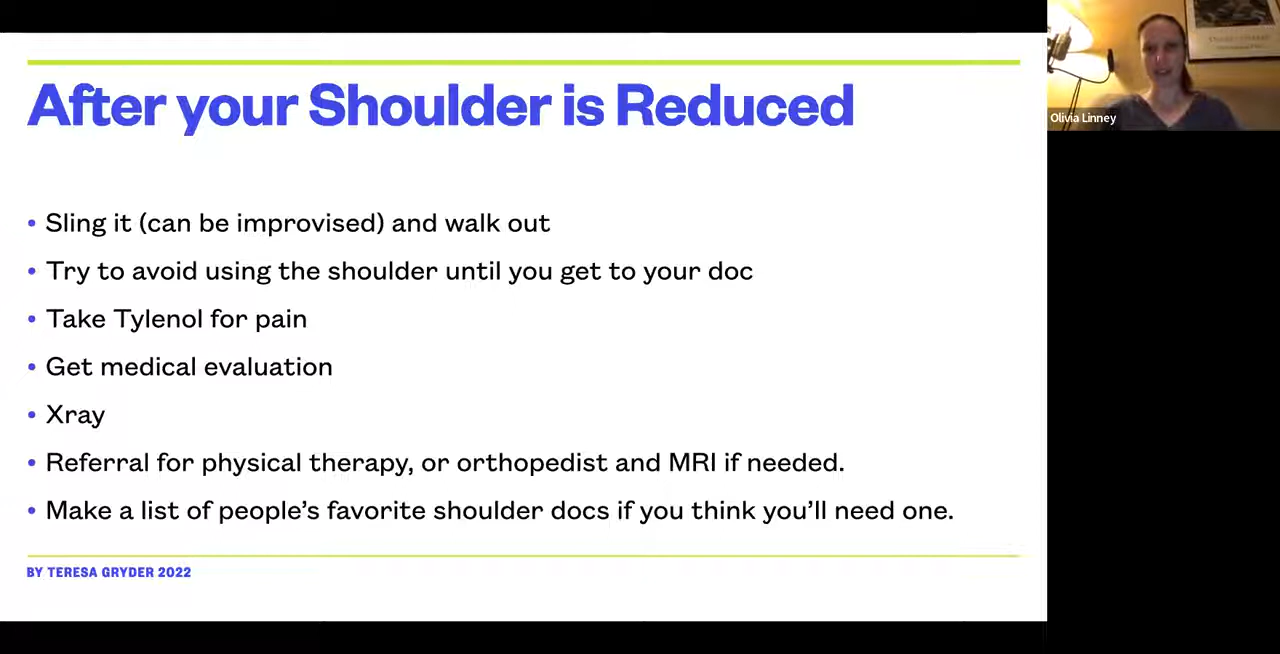 After your Shoulder is Reduced
• Sling it (can be improvised) and walk out
• Try to avoid using the shoulder until you get to your doc
• Take Tylenol for pain
• Get medical evaluation
• Xray
• Referral for physical therapy, or orthopedist and MRI if needed.
• Make a list of people’s favorite shoulder docs if you think you’ll need one.
BY TERESA GRYDER 2022
Olivia Linney